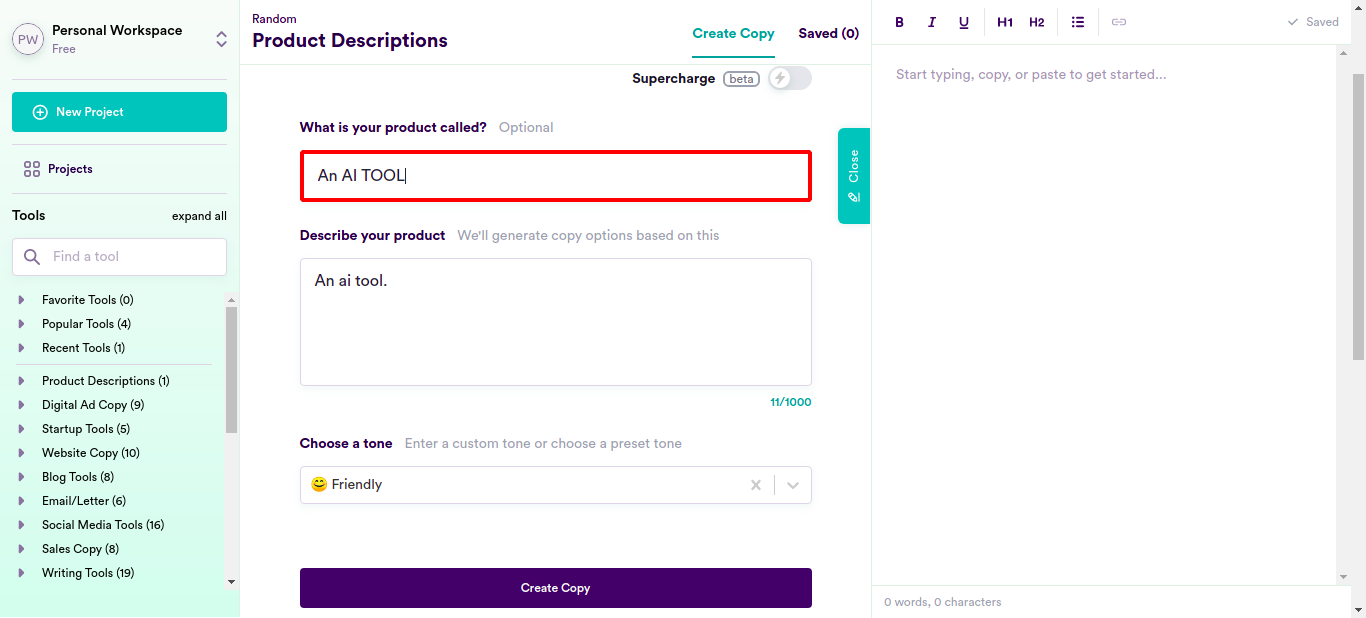 PW
Personal Workspace
Free
New Project
Projects
Tools
expand all
Find a tool
Favorite Tools (0)
Popular Tools (4)
Recent Tools (1)
Product Descriptions (1)
Digital Ad Copy (9)
Startup Tools (5)
Website Copy (10)
Blog Tools (8)
Email/Letter (6)
Social Media Tools (16)
Sales Copy (8)
Writing Tools (19)
Random
Product Descriptions
Create Copy
Saved (0)
Supercharge beta
What is your product called? Optional
An AI TOOL
Describe your product We'll generate copy options based on this
An ai tool.
11/1000
Choose a tone Enter a custom tone or choose a preset tone
😊 Friendly
Create Copy
Close
B I U H1 H2
Saved
Start typing, copy, or paste to get started...
0 words, 0 characters